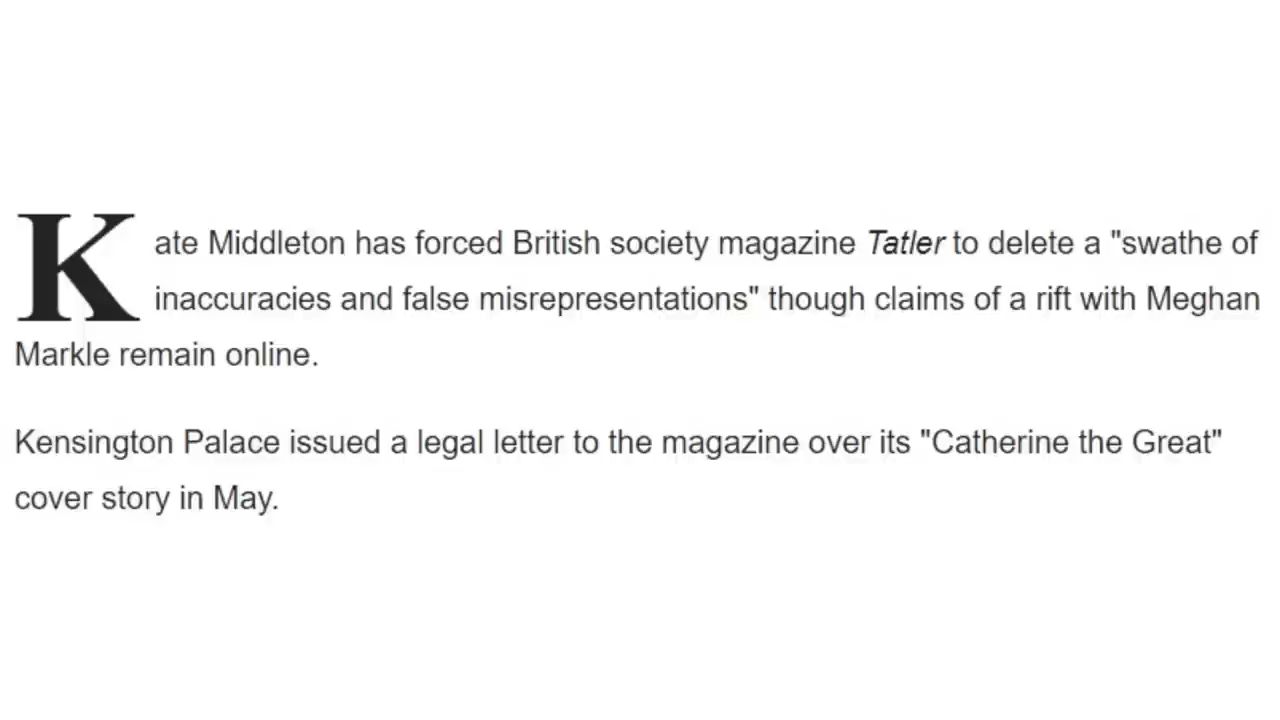 Kate Middleton has forced British society magazine Tatler to delete a "swathe of
inaccuracies and false misrepresentations" though claims of a rift with Meghan
Markle remain online.
Kensington Palace issued a legal letter to the magazine over its "Catherine the Great"
cover story in May.